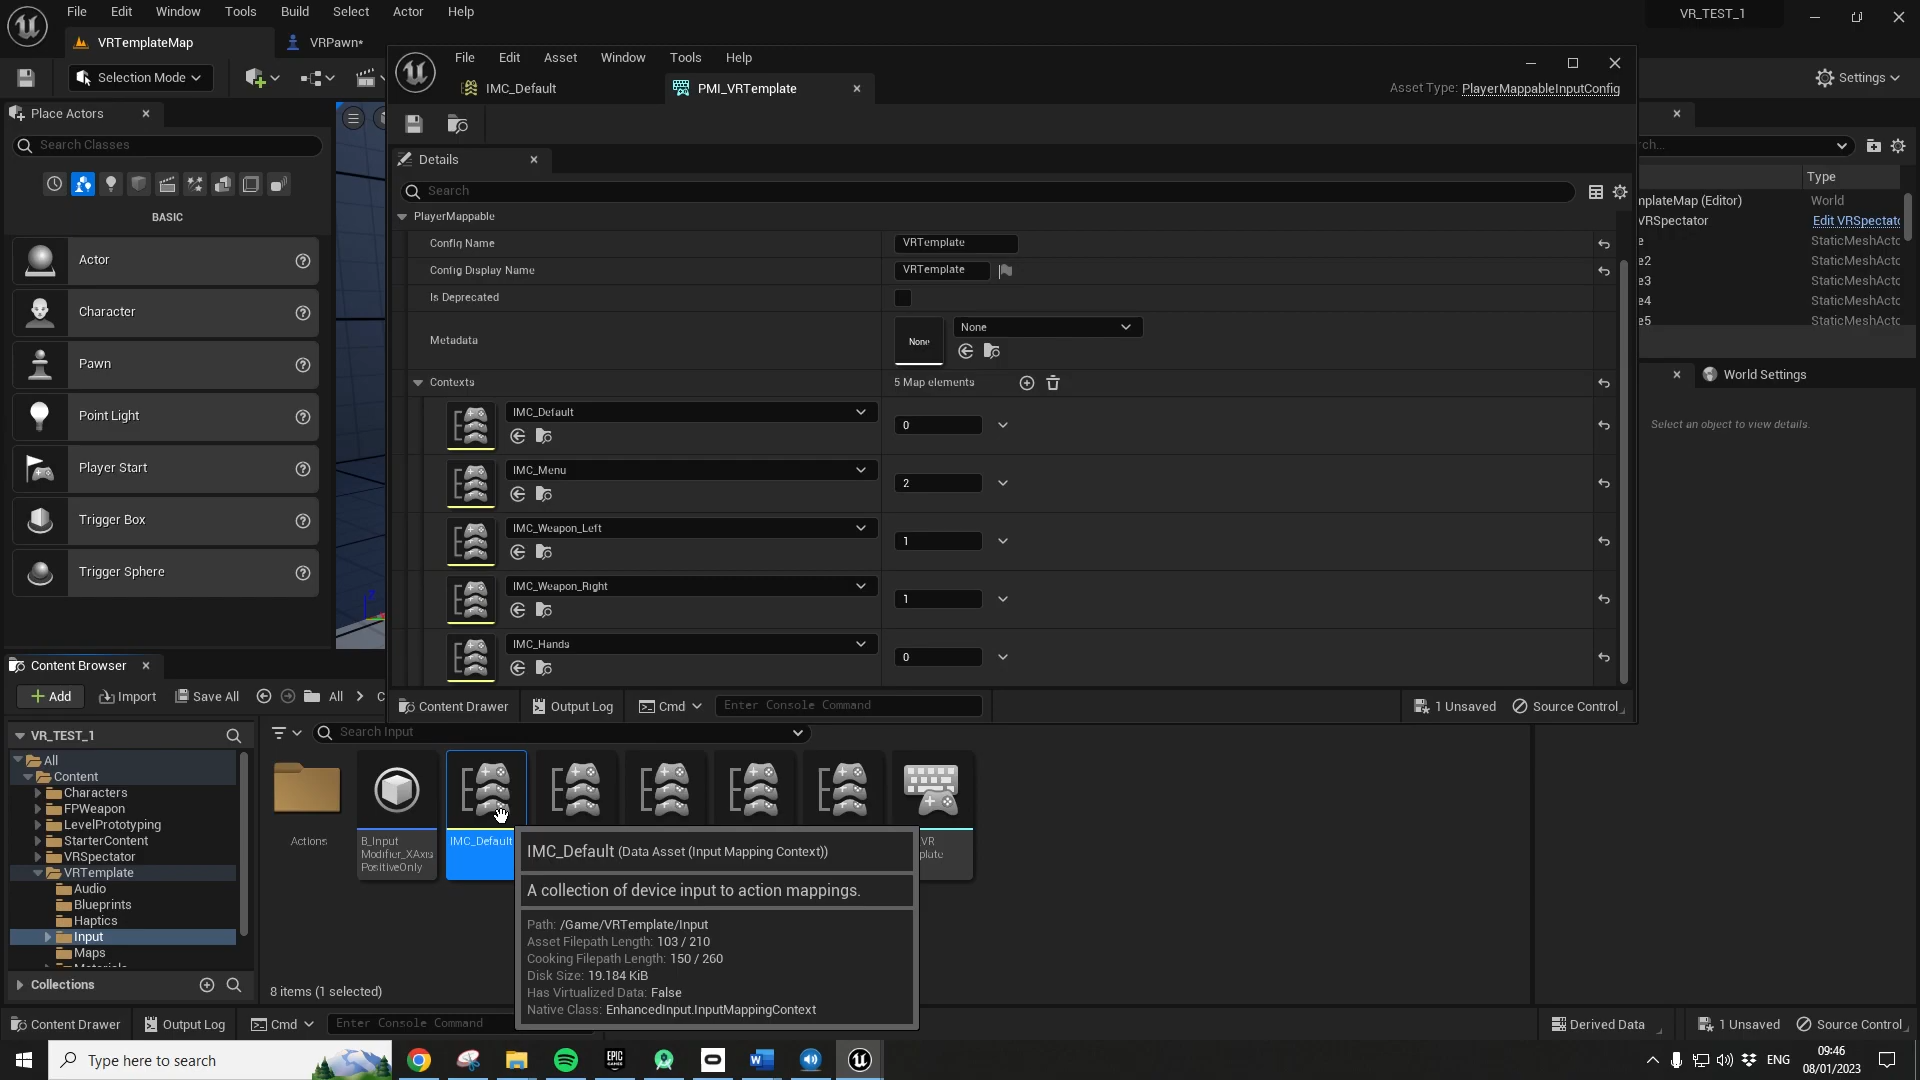 File Edit Window Tools Build Select Actor Help
VR_TEST_1
VRTemplateMap
VRPawn*
Selection Mode
Settings
Place Actors
Search Classes
BASIC
Actor
Character
Pawn
Point Light
Player Start
Trigger Box
Trigger Sphere
File Edit Asset Window Tools Help
IMC_Default
PMI_VRTemplate
Asset Type: PlayerMappableInputConfig
Details
Search
PlayerMappable
Config Name
VRTemplate
Config Display Name
VRTemplate
Is Deprecated
Metadata
None
None
Contexts
5 Map elements
IMC_Default
0
IMC_Menu
2
IMC_Weapon_Left
1
IMC_Weapon_Right
1
IMC_Hands
0
Content Drawer
Output Log
Cmd
Enter Console Command
1 Unsaved
Source Control
Type
mplateMap (Editor)
World
VRSpectator
Edit VRSpectato
e
StaticMeshActo
e2
StaticMeshActo
e3
StaticMeshActo
e4
StaticMeshActo
e5
StaticMeshActo
World Settings
Select an object to view details.
Content Browser
Add
Import
Save All
All
VR_TEST_1
All
Content
Characters
FPWeapon
LevelPrototyping
StarterContent
VRSpectator
VRTemplate
Audio
Blueprints
Haptics
Input
Maps
Collections
Search Input
Actions
B_Input
Modifier_XAxis
PositiveOnly
IMC_Default
VR
plate
IMC_Default (Data Asset (Input Mapping Context))
A collection of device input to action mappings.
Path: /Game/VRTemplate/Input
Asset Filepath Length: 103 / 210
Cooking Filepath Length: 150 / 260
Disk Size: 19.184 KiB
Has Virtualized Data: False
Native Class: EnhancedInput.InputMappingContext
8 items (1 selected)
Content Drawer
Output Log
Cmd
Enter Console Command
Derived Data
1 Unsaved
Source Control
Type here to search
EPIC
GAMES
ENG
09:46
08/01/2023